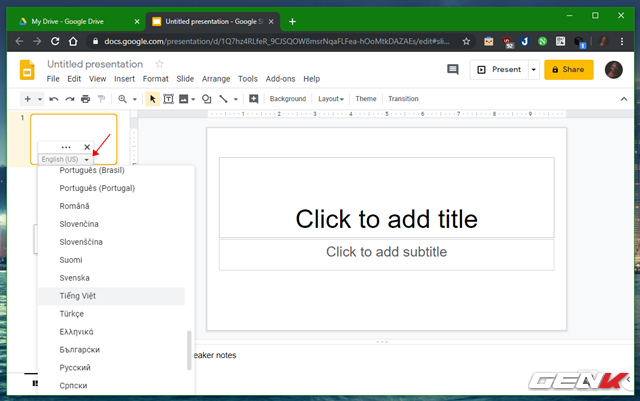 My Drive - Google Drive
Untitled presentation - Google S
docs.google.com/presentation/d/1Q7hz4RLfeR_9CJSQOW8msrNqaFLFea-hOoMtkDAZAEs/edit#sli...
92
Untitled presentation
File Edit View Insert Format Slide Arrange Tools Add-ons Help
Present
Share
Background Layout Theme Transition
1
English (US)
Português (Brasil)
Português (Portugal)
Română
Slovenčina
Slovenščina
Suomi
Svenska
Tiếng Việt
Türkçe
Ελληνικά
Български
Русский
Српски
Click to add title
Click to add subtitle
eaker notes
GENK